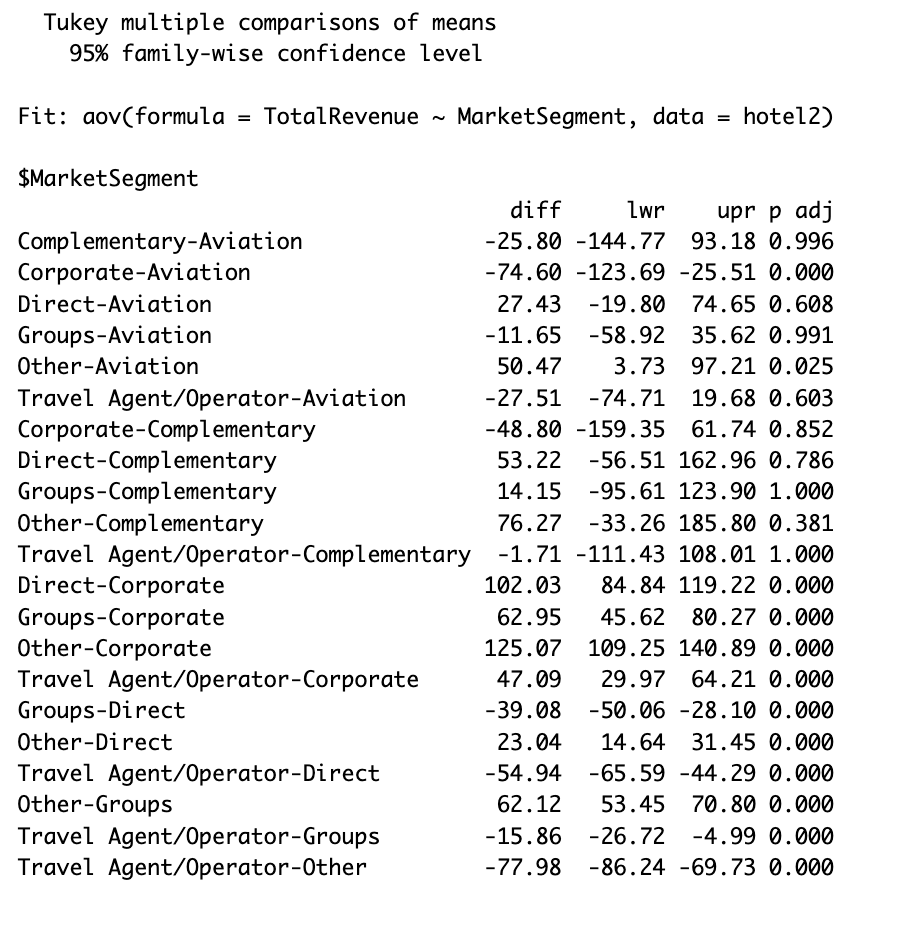 Tukey multiple comparisons of means
95% family-wise confidence level
Fit: aov(formula = TotalRevenue ~ MarketSegment, data = hotel2)
$MarketSegment
diff lwr upr p adj
Complementary-Aviation -25.80 -144.77 93.18 0.996
Corporate-Aviation -74.60 -123.69 -25.51 0.000
Direct-Aviation 27.43 -19.80 74.65 0.608
Groups-Aviation -11.65 -58.92 35.62 0.991
Other-Aviation 50.47 3.73 97.21 0.025
Travel Agent/Operator-Aviation -27.51 -74.71 19.68 0.603
Corporate-Complementary -48.80 -159.35 61.74 0.852
Direct-Complementary 53.22 -56.51 162.96 0.786
Groups-Complementary 14.15 -95.61 123.90 1.000
Other-Complementary 76.27 -33.26 185.80 0.381
Travel Agent/Operator-Complementary -1.71 -111.43 108.01 1.000
Direct-Corporate 102.03 84.84 119.22 0.000
Groups-Corporate 62.95 45.62 80.27 0.000
Other-Corporate 125.07 109.25 140.89 0.000
Travel Agent/Operator-Corporate 47.09 29.97 64.21 0.000
Groups-Direct -39.08 -50.06 -28.10 0.000
Other-Direct 23.04 14.64 31.45 0.000
Travel Agent/Operator-Direct -54.94 -65.59 -44.29 0.000
Other-Groups 62.12 53.45 70.80 0.000
Travel Agent/Operator-Groups -15.86 -26.72 -4.99 0.000
Travel Agent/Operator-Other -77.98 -86.24 -69.73 0.000